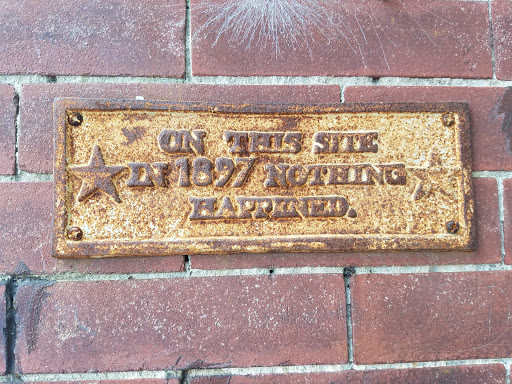 ON THIS SITE
IN 1897 NOTHING
HAPPENED.